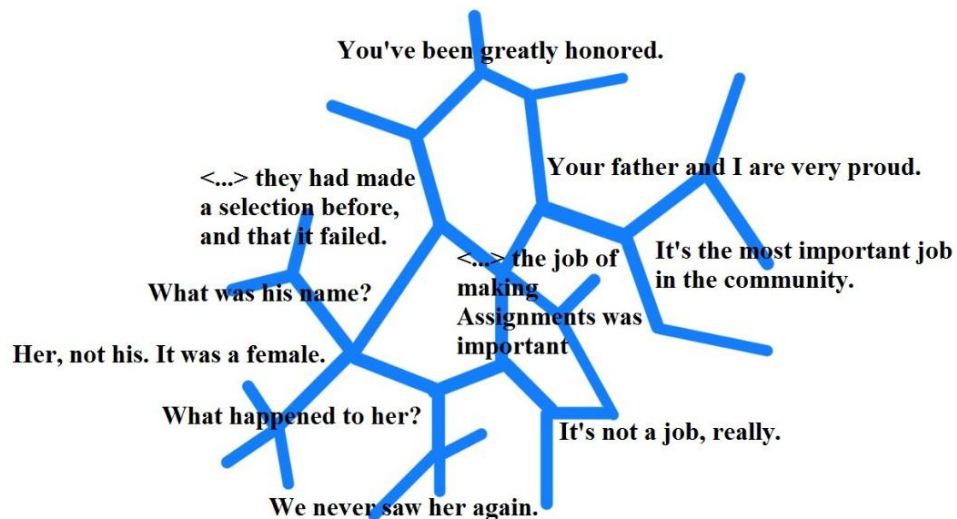 You've been greatly honored.
Your father and I are very proud.
<...> they had made
a selection before,
and that it failed.
<...> the job of
making
Assignments was
important
It's the most important job
in the community.
What was his name?
Her, not his. It was a female.
What happened to her?
It's not a job, really.
We never saw her again.